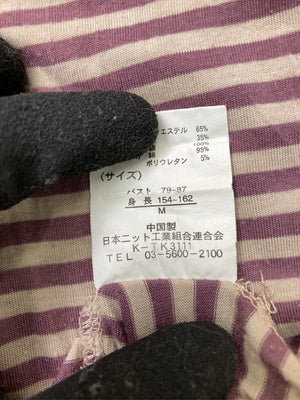 エステル 65%
35%
100%
綿 95%
ポリウレタン 5%
(サイズ)
バスト 79-87
身長 154-162
M
中国製
日本ニット工業組合連合会
K-TK3111
TEL 03-5600-2100